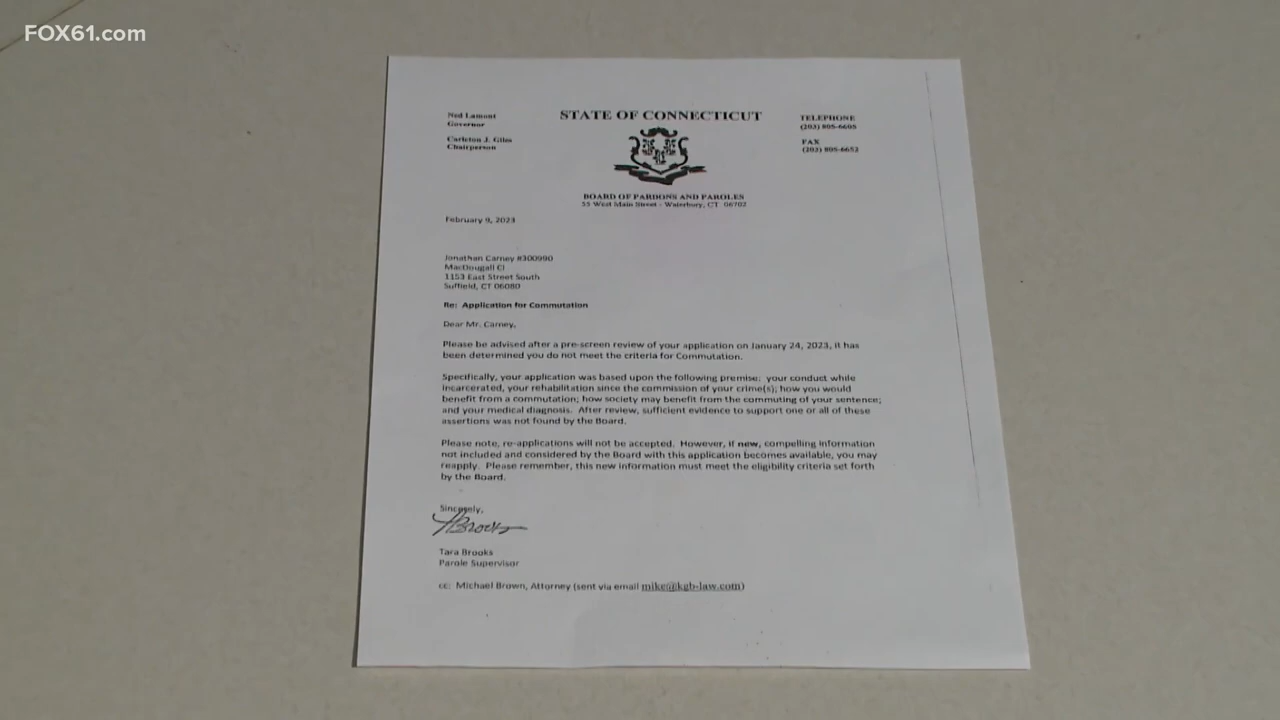 FOX61.com
Ned Lamont
Governor
Carleton J. Giles
Chairperson
STATE OF CONNECTICUT
TELEPHONE
(203) 805-6605
FAX
(203) 805-6653
BOARD OF PARDONS AND PAROLES
55 West Main Street - Waterbury, CT 06702
February 9, 2023
Jonathan Carney #300990
MacDougall CI
1153 East Street South
Suffield, CT 06080
Re: Application for Commutation
Dear Mr. Carney,
Please be advised after a pre-screen review of your application on January 24, 2023, it has
been determined you do not meet the criteria for Commutation.
Specifically, your application was based upon the following premise; your conduct while
incarcerated, your rehabilitation since the commission of your crime(s); how you would
benefit from a commutation; how society may benefit from the commuting of your sentence;
and your medical diagnosis. After review, sufficient evidence to support one or all of these
assertions was not found by the Board.
Please note, re-applications will not be accepted. However, if new, compelling information
not included and considered by the Board with this application becomes available, you may
reapply. Please remember, this new information must meet the eligibility criteria set forth
by the Board.
Sincerely,
TBrooks
Tara Brooks
Parole Supervisor
cc: Michael Brown, Attorney (sent via email mike@kgb-law.com)